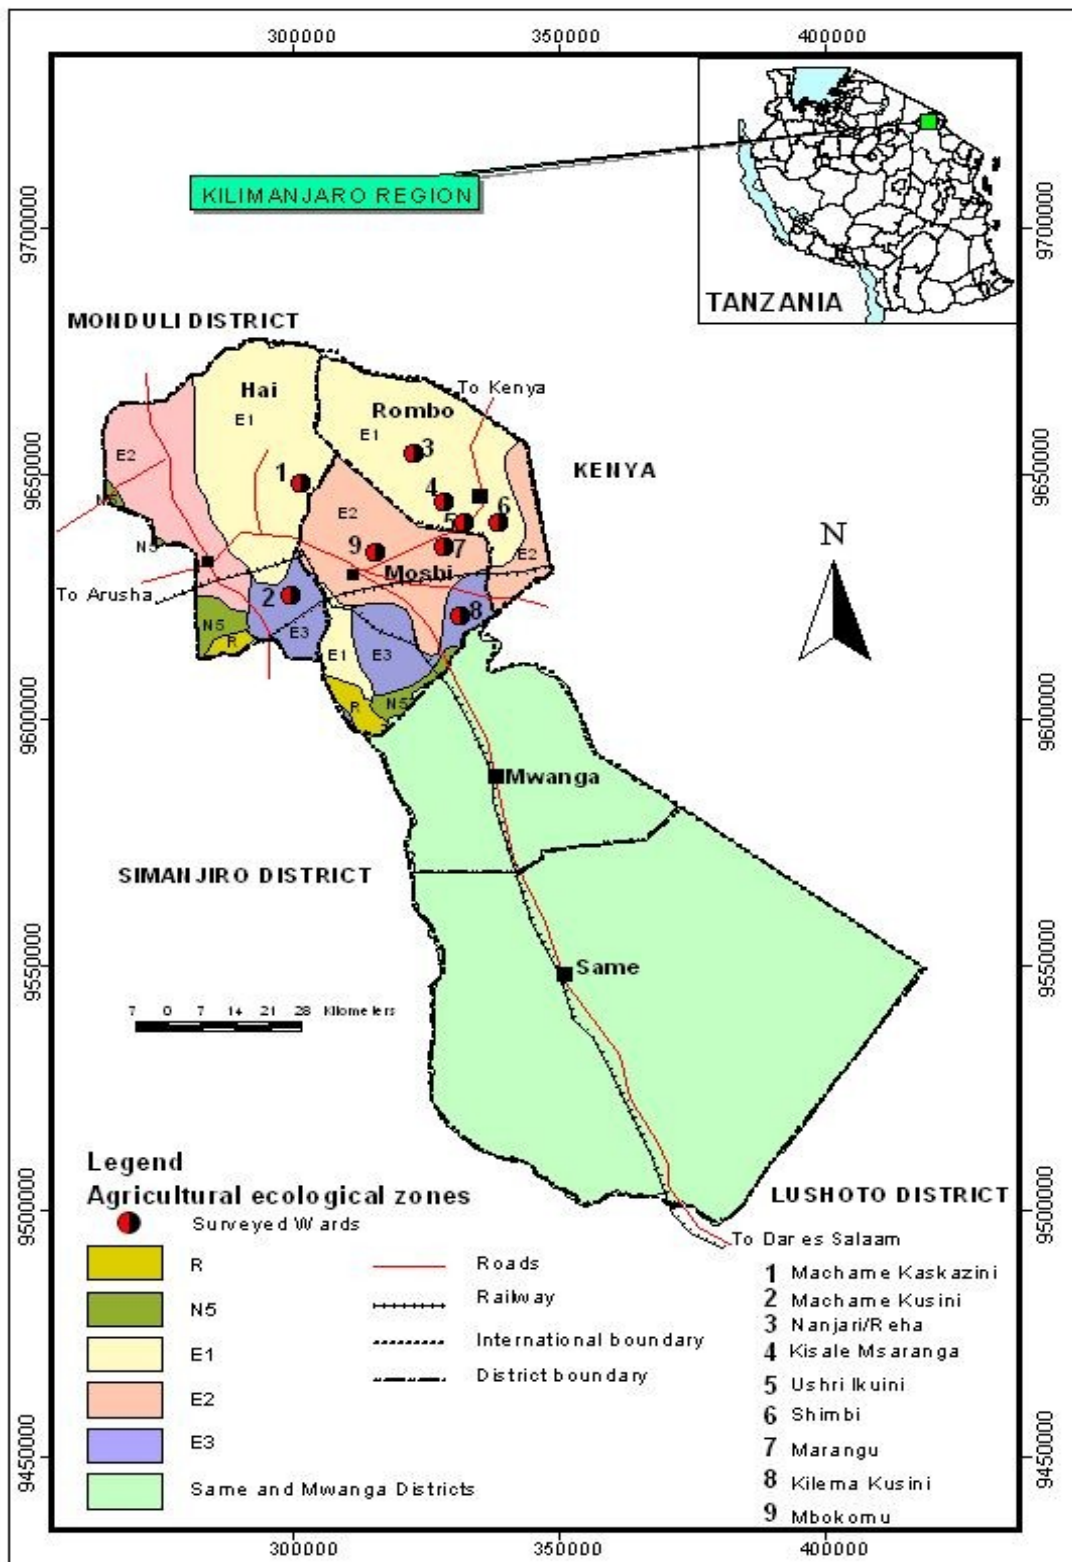 300000 350000 400000
KILIMANJARO REGION
TANZANIA
9700000 9700000
MONDULI DISTRICT
Hai
E1
Rombo
E1
To Kenya
KENYA
E2
9650000 9650000
1
3
4
5
6
E2
E2
N5
9
7
Moshi
N
To Arusha
2
8
N5
R
E3
E1
E3
R
N5
9600000 9600000
Mwanga
SIMANJIRO DISTRICT
Same
9550000 9550000
7 0 7 14 21 28 Kilometers
LUSHOTO DISTRICT
To Dar es Salaam
9500000 9500000
Legend
Agricultural ecological zones
Surveyed Wards
R
N5
E1
E2
E3
Same and Mwanga Districts
Roads
Railway
International boundary
District boundary
1 Machame Kaskazini
2 Machame Kusini
3 Nanjari/Reha
4 Kisale Msaranga
5 Ushri Ikuini
6 Shimbi
7 Marangu
8 Kilema Kusini
9 Mbokomu
9450000 9450000
300000 350000 400000